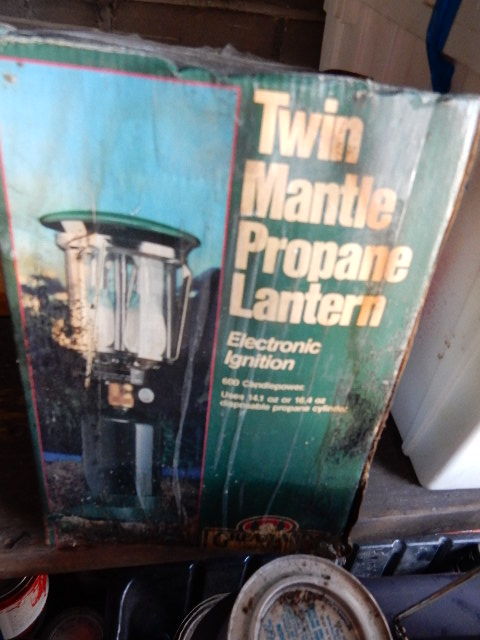 Twin
Mantle
Propane
Lantern
Electronic
Ignition
600 Candlepower.
Uses 14.1 oz or 16.4 oz
disposable propane cylinder.